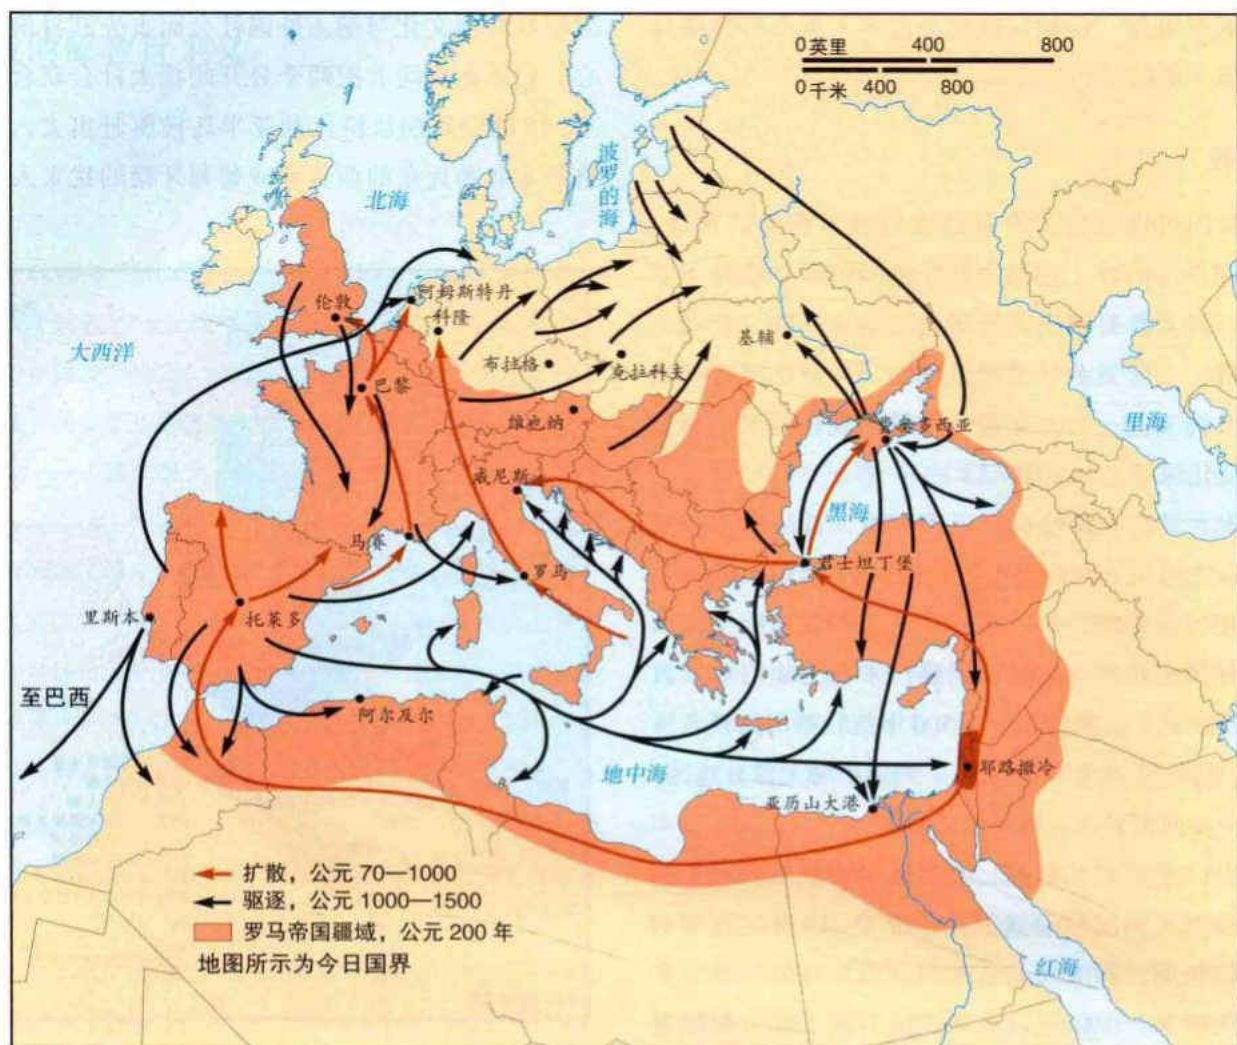 0 英里 400 800
0 千米 400 800
波罗的海
北海
阿姆斯特丹
伦敦
科隆
大西洋
基辅
布拉格
克拉科夫
巴黎
维也纳
费奥多西亚
里海
威尼斯
黑海
马赛
君士坦丁堡
罗马
里斯本
托莱多
至巴西
阿尔及尔
地中海
耶路撒冷
亚历山大港
扩散，公元 70—1000
驱逐，公元 1000—1500
罗马帝国疆域，公元 200 年
地图所示为今日国界
红海